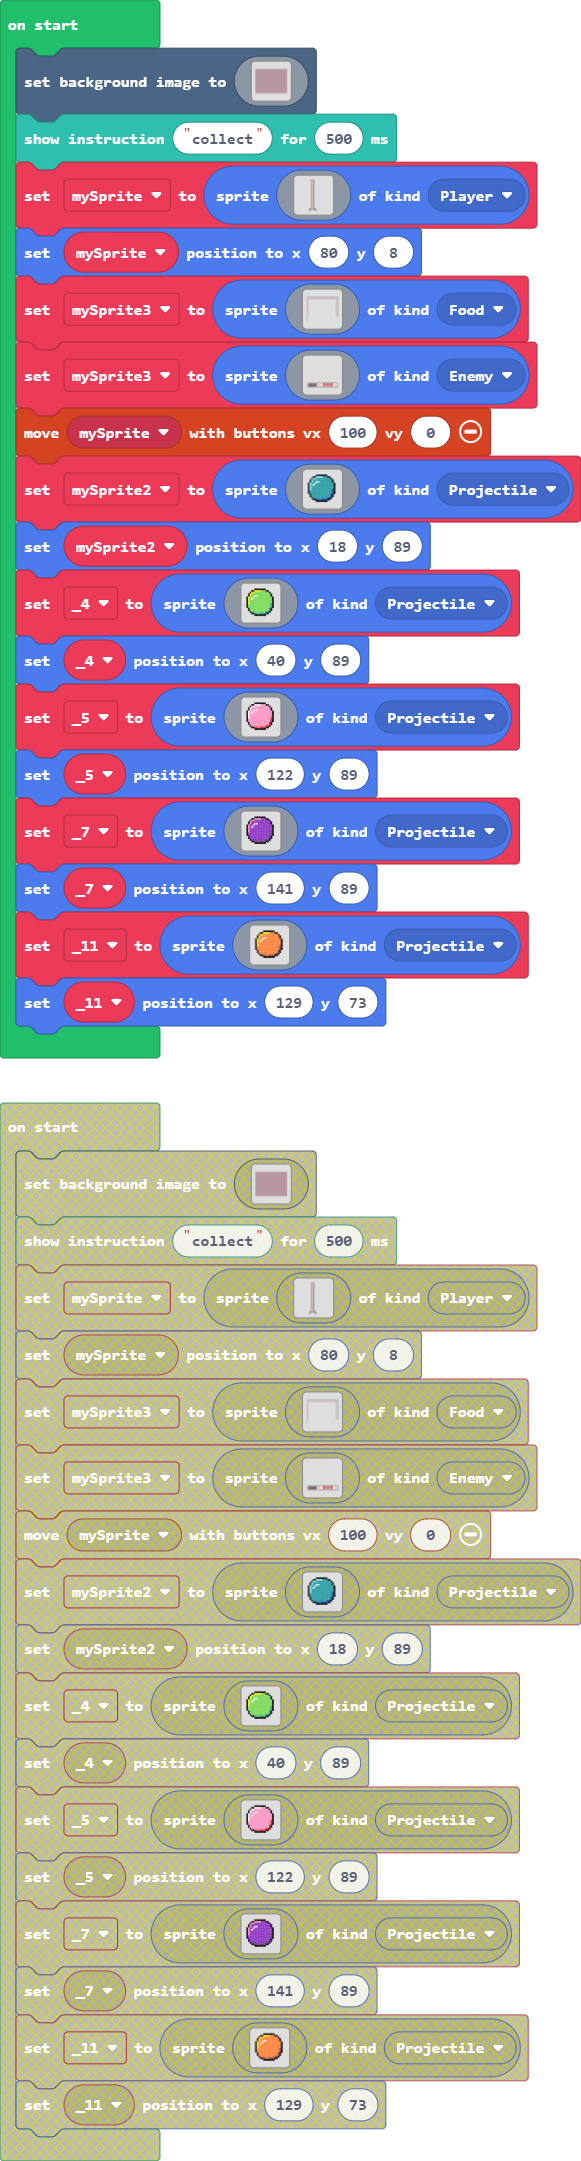 on start
set background image to
show instruction "collect" for 500 ms
set mySprite to sprite of kind Player
set mySprite position to x 80 y 8
set mySprite3 to sprite of kind Food
set mySprite3 to sprite of kind Enemy
move mySprite with buttons vx 100 vy 0
set mySprite2 to sprite of kind Projectile
set mySprite2 position to x 18 y 89
set _4 to sprite of kind Projectile
set _4 position to x 40 y 89
set _5 to sprite of kind Projectile
set _5 position to x 122 y 89
set _7 to sprite of kind Projectile
set _7 position to x 141 y 89
set _11 to sprite of kind Projectile
set _11 position to x 129 y 73
on start
set background image to
show instruction "collect" for 500 ms
set mySprite to sprite of kind Player
set mySprite position to x 80 y 8
set mySprite3 to sprite of kind Food
set mySprite3 to sprite of kind Enemy
move mySprite with buttons vx 100 vy 0
set mySprite2 to sprite of kind Projectile
set mySprite2 position to x 18 y 89
set _4 to sprite of kind Projectile
set _4 position to x 40 y 89
set _5 to sprite of kind Projectile
set _5 position to x 122 y 89
set _7 to sprite of kind Projectile
set _7 position to x 141 y 89
set _11 to sprite of kind Projectile
set _11 position to x 129 y 73